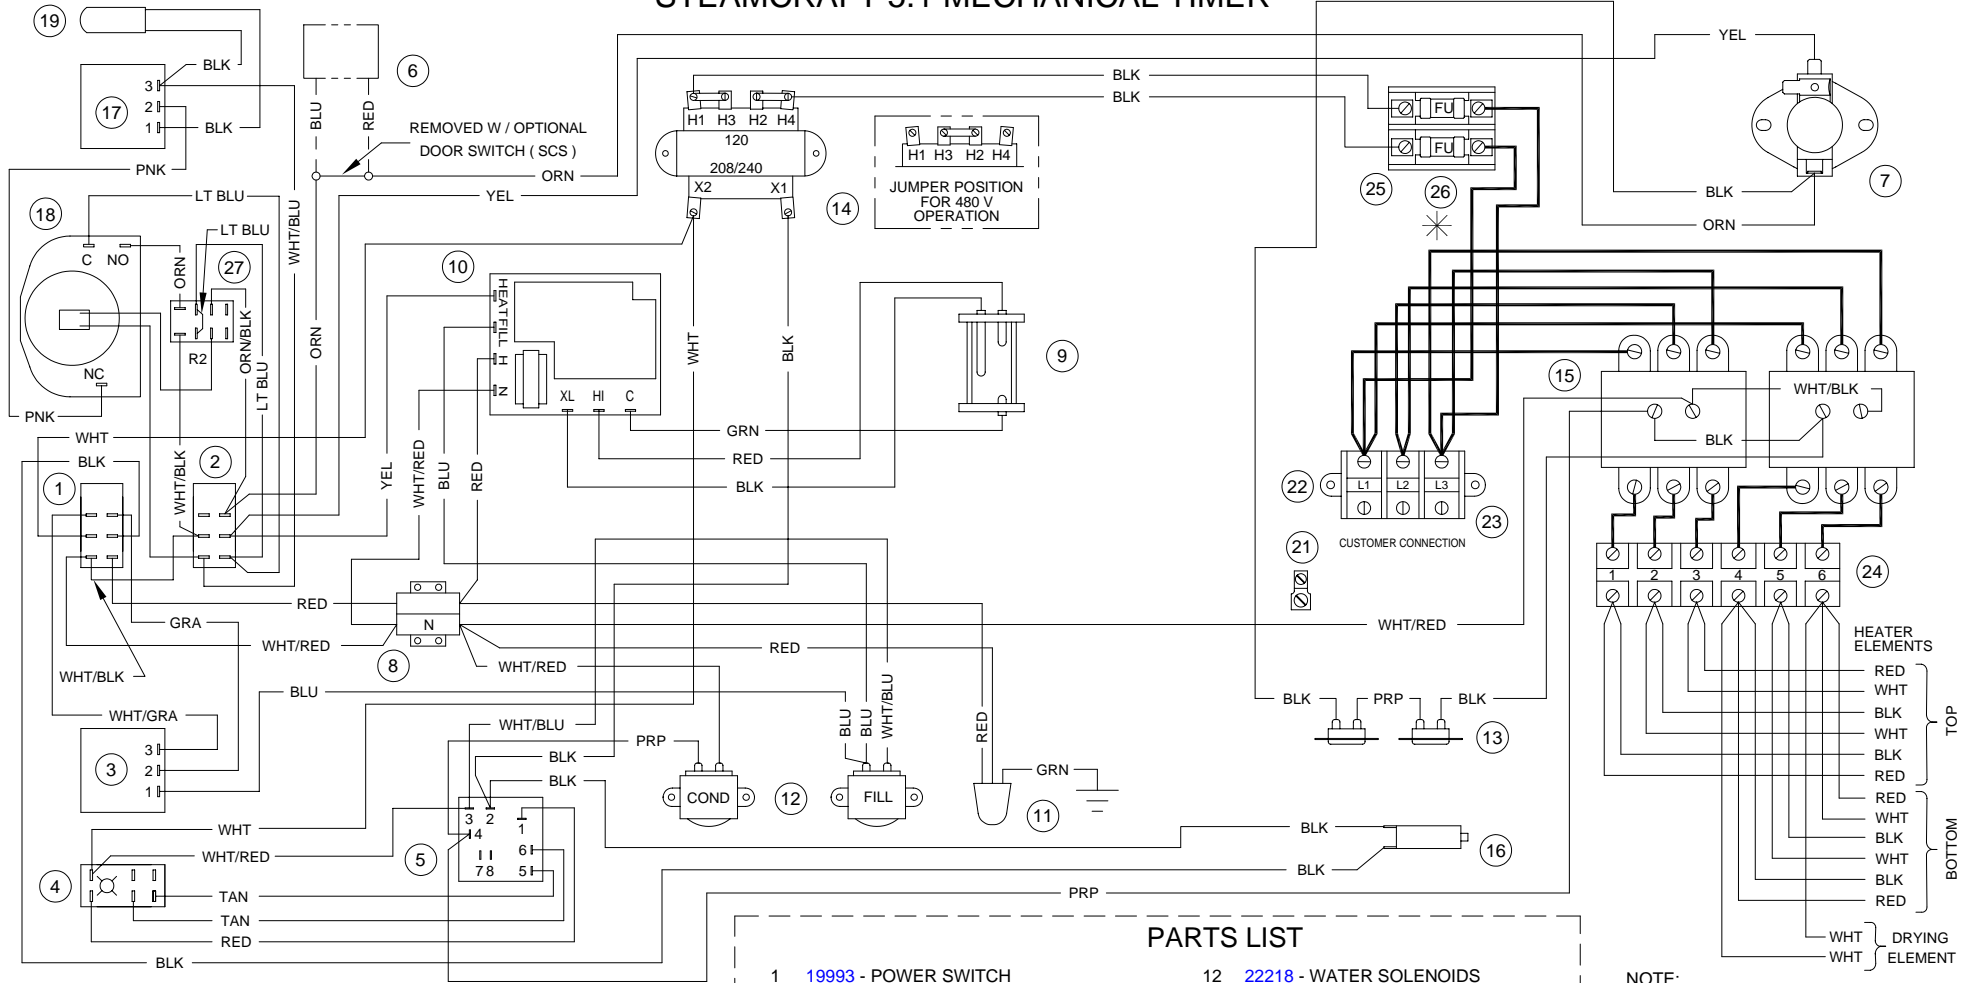 STEAMCRAFT 3.1 MECHANICAL TIMER
19
BLK
3
2
1
17
BLK
PNK
6
BLU
RED
REMOVED W / OPTIONAL
DOOR SWITCH ( SCS )
ORN
YEL
H1 H3 H2 H4
120
208/240
X2 X1
14
BLK
BLK
H1 H3 H2 H4
JUMPER POSITION
FOR 480 V
OPERATION
FU
FU
25
26
YEL
7
BLK
ORN
18
LT BLU
C NO
LT BLU
ORN
27
R2
NC
PNK
WHT/BLU
ORN/BLK
LT BLU
ORN
WHT/BLK
10
HEAT
FILL
H
N
XL HI C
GRN
RED
BLK
9
WHT
BLK
YEL
WHT/RED
BLU
RED
WHT
BLK
1
2
15
WHT/BLK
BLK
22
L1 L2 L3
23
CUSTOMER CONNECTION
21
1 2 3 4 5 6
24
RED
GRA
WHT/RED
WHT/BLK
N
8
WHT/RED
RED
WHT/RED
BLU
WHT/GRA
3
2
1
3
WHT/BLU
PRP
BLK
BLK
BLU
BLU
WHT/BLU
RED
COND
12
FILL
GRN
11
BLK
PRP
BLK
13
HEATER
ELEMENTS
RED
WHT
BLK
WHT
BLK
RED
TOP
RED
WHT
BLK
WHT
BLK
RED
BOTTOM
WHT
WHT
DRYING
ELEMENT
WHT
WHT/RED
4
TAN
TAN
RED
BLK
5
3 2 1
4
6
7 8 5
BLK
BLK
16
PRP
PARTS LIST
1 19993 - POWER SWITCH
12 22218 - WATER SOLENOIDS
NOTE: